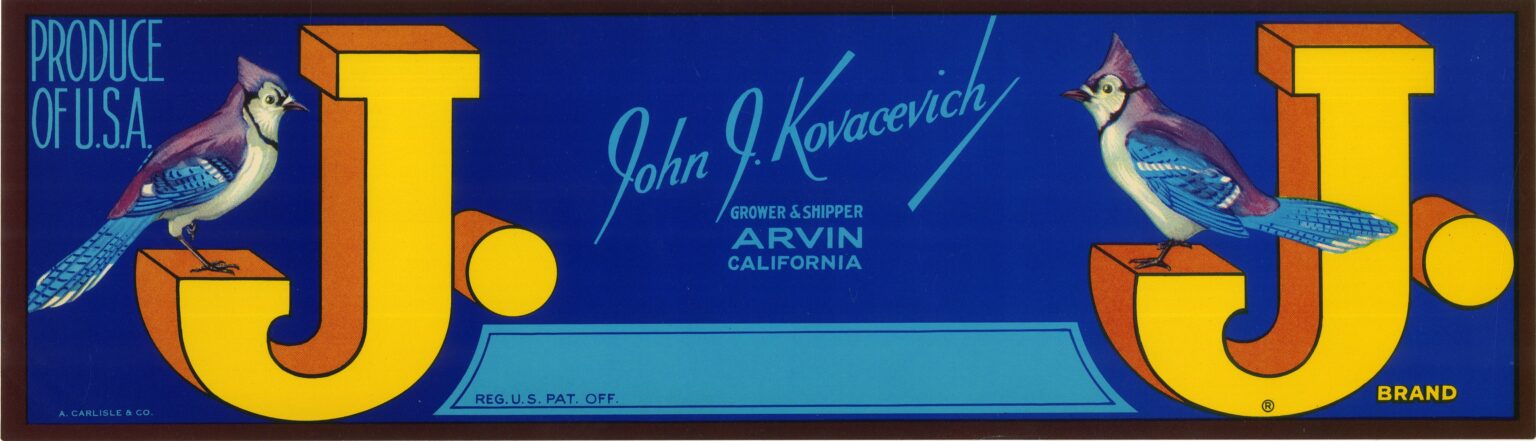 PRODUCE
OF U.S.A.
J.
John J. Kovacevich
GROWER & SHIPPER
ARVIN
CALIFORNIA
J.
®
BRAND
REG. U. S. PAT. OFF.
A. CARLISLE & CO.